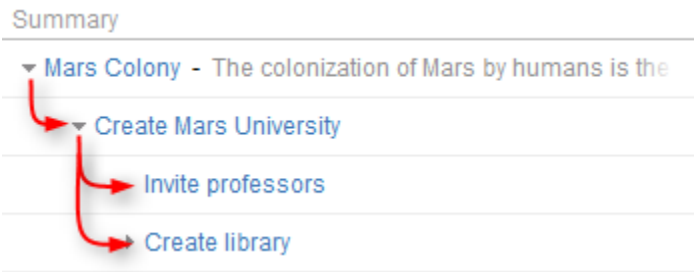 Summary
Mars Colony - The colonization of Mars by humans is the
Create Mars University
Invite professors
Create library